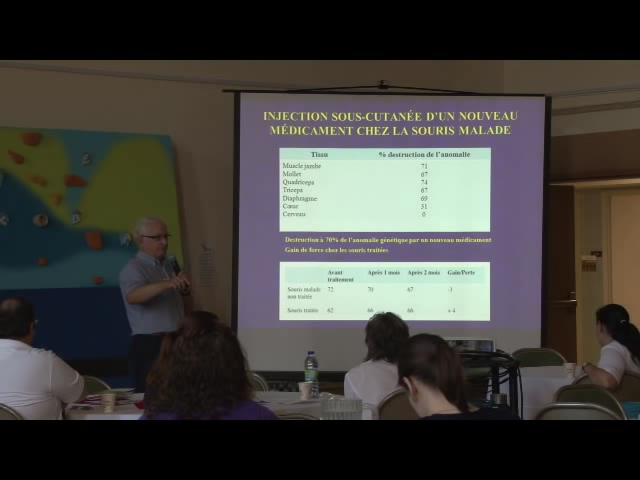 INJECTION SOUS-CUTANÉE D'UN NOUVEAU
MÉDICAMENT CHEZ LA SOURIS MALADE
Tissu % destruction de l'anomalie
Muscle jambe 71
Mollet 67
Quadriceps 74
Triceps 67
Diaphragme 69
Cœur 51
Cerveau 0
Destruction à 70% de l'anomalie génétique par un nouveau médicament
Gain de force chez les souris traitées
Avant Après 1 mois Après 2 mois Gain/Perte
traitement
Souris malade 72 70 67 -5
non traitée
Souris traitée 62 66 66 + 4